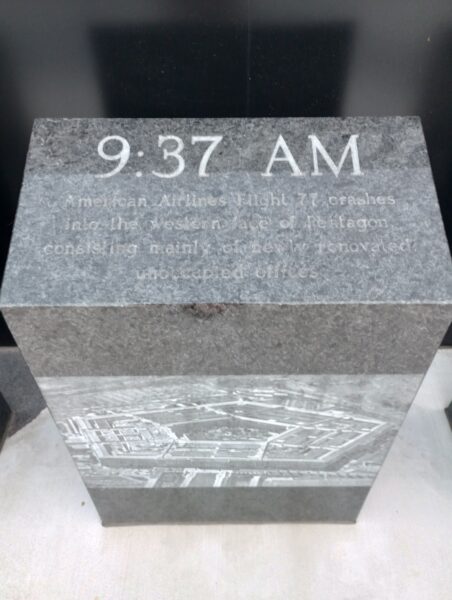 9:37 AM
American Airlines Flight 77 crashes
into the western face of Pentagon
consisting mainly of newly renovated
unoccupied offices